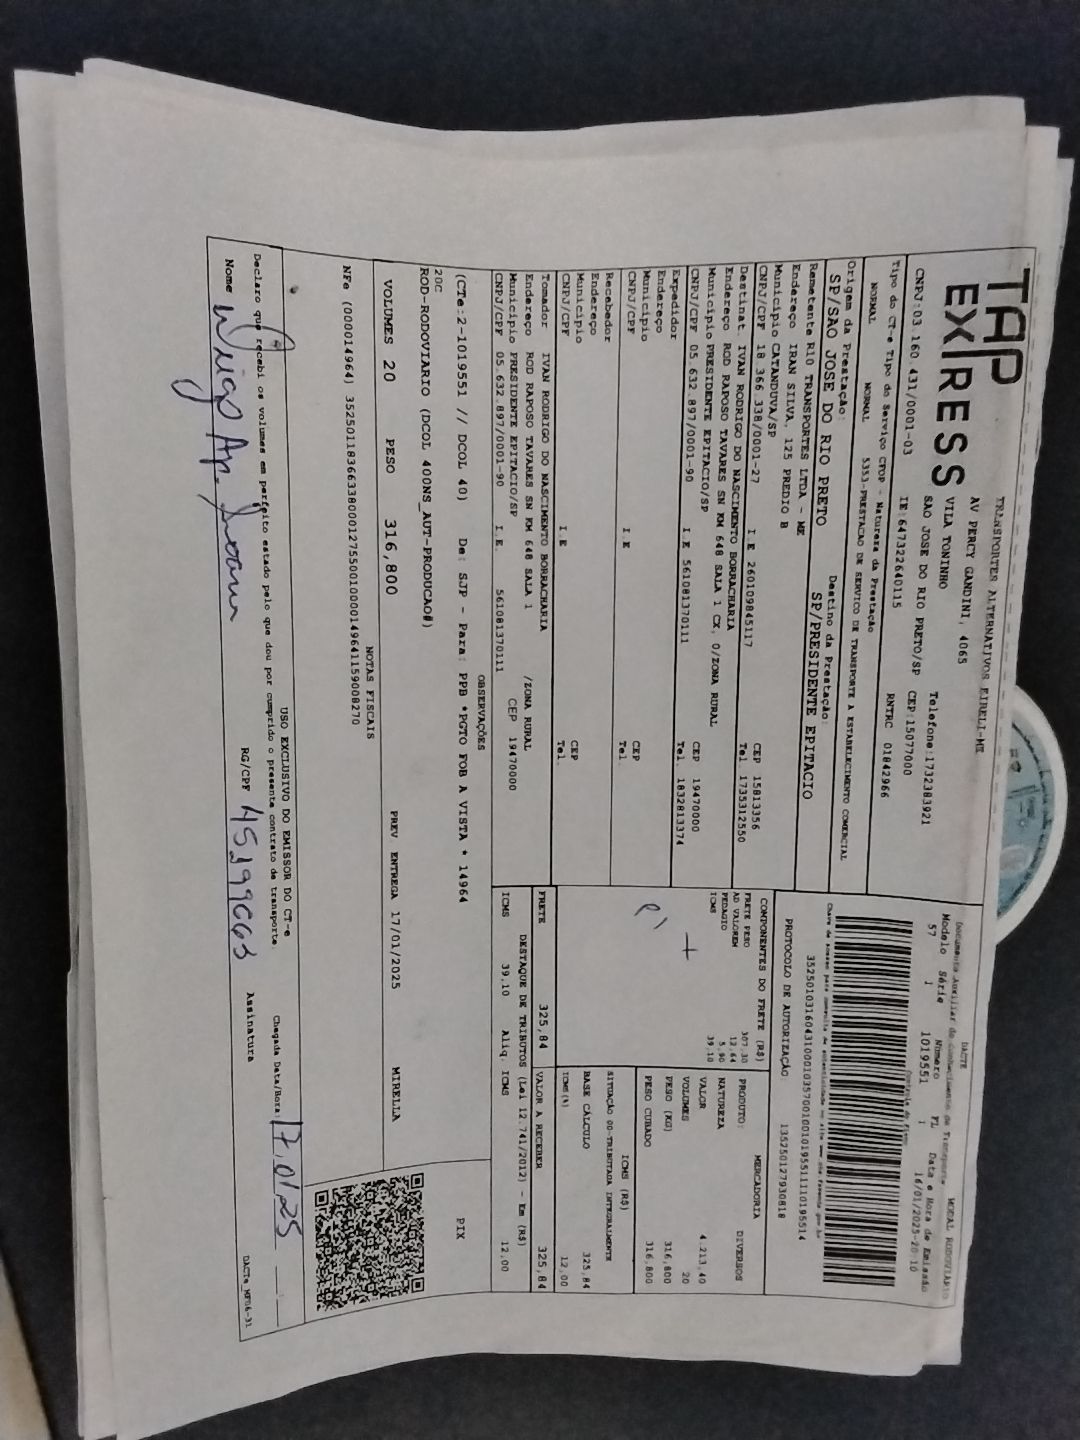 TAP
EXPRESS
TRANSPORTES ALTERNATIVOS EIRELI-ME
AV PERCY GANDINI, 4065
VILA TONINHO
SAO JOSE DO RIO PRETO/SP CEP:15077000
Telefone:1732383921
CNPJ:03.160.431/0001-03 IE:647322640115 RNTRC 01842966
Tipo do CT-e Tipo do Serviço CFOP - Natureza da Prestação
NORMAL NORMAL 5353-PRESTACAO DE SERVICO DE TRANSPORTE A ESTABELECIMENTO COMERCIAL
Origem da Prestação: Destino da Prestação:
SP/SAO JOSE DO RIO PRETO SP/PRESIDENTE EPITACIO
DACTE MODAL RODOVIÁRIO
Documento Auxiliar do Conhecimento de Transporte
Modelo Série Número FL Data e Hora de Emissão
57 1 1019551 1 16/01/2025-20:10
Controle do Fisco
35250103160431000103570010010195511110195514
PROTOCOLO DE AUTORIZAÇÃO 135250127930818
Remetente R10 TRANSPORTES LTDA - ME
Endereço IRAN SILVA, 125 PREDIO B
Município CATANDUVA/SP CEP 15813356
CNPJ/CPF 18.366.338/0001-27 I.E 260109845117 Tel 1735312550
Destinat. IVAN RODRIGO DO NASCIMENTO BORRACHARIA
Endereço ROD RAPOSO TAVARES SN KM 648 SALA 1 CX, 0/ZONA RURAL
Município PRESIDENTE EPITACIO/SP CEP 19470000
CNPJ/CPF 05.632.897/0001-90 I.E 561081370111 Tel. 1832813374
Expedidor
Endereço
Município CEP
CNPJ/CPF I.E Tel.
Recebedor
Endereço
Município CEP
CNPJ/CPF I.E Tel.
Tomador IVAN RODRIGO DO NASCIMENTO BORRACHARIA
Endereço ROD RAPOSO TAVARES SN KM 648 SALA 1 /ZONA RURAL
Município PRESIDENTE EPITACIO/SP CEP 19470000
CNPJ/CPF 05.632.897/0001-90 I.E. 561081370111
COMPONENTES DO FRETE (R$)
FRETE PESO 307,30
AD VALOREM 12,64
PEDAGIO 5,90
ICMS 39,10
MERCADORIA
PRODUTO: DIVERSOS
NATUREZA
VALOR 4.213,40
VOLUMES 20
PESO (KG) 316,800
PESO CUBADO 316,800
ICMS (R$)
SITUAÇÃO 00-TRIBUTADA INTEGRALMENTE
BASE CÁLCULO 325,84
ICMS(%) 12,00
FRETE 325,84 VALOR A RECEBER 325,84
DESTAQUE DE TRIBUTOS (Lei 12.741/2012) - Em (R$)
ICMS 39,10 Aliq. ICMS 12,00
OBSERVAÇÕES
(CTe:2-1019551 // DCOL 40) De: SJP - Para: PPB *PGTO FOB A VISTA * 14964
20C
ROD-RODOVIARIO (DCOL 400NS_AUT-PRODUCAO#)
PIX
VOLUMES 20 PESO 316,800 PREV. ENTREGA 17/01/2025 MIRELLA
NOTAS FISCAIS
NFe (000014964) 35250118366338000127550010000149641159008270
USO EXCLUSIVO DO EMISSOR DO CT-e
Declaro que recebi os volumes em perfeito estado pelo que dou por cumprido o presente contrato de transporte. Chegada Data/Hora: 17.01.25
Nome RG/CPF Assinatura
DACTe_MP06-31